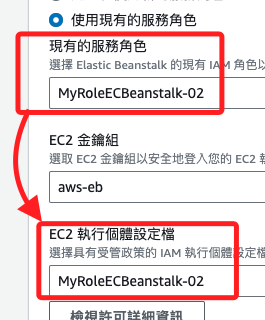 使用現有的服務角色
現有的服務角色
選擇 Elastic Beanstalk 的現有 IAM 角色以
MyRoleECBeanstalk-02
EC2 金鑰組
選取 EC2 金鑰組以安全地登入您的 EC2 執
aws-eb
EC2 執行個體設定檔
選擇具有受管政策的 IAM 執行個體設定檔
MyRoleECBeanstalk-02
檢視許可詳細資訊